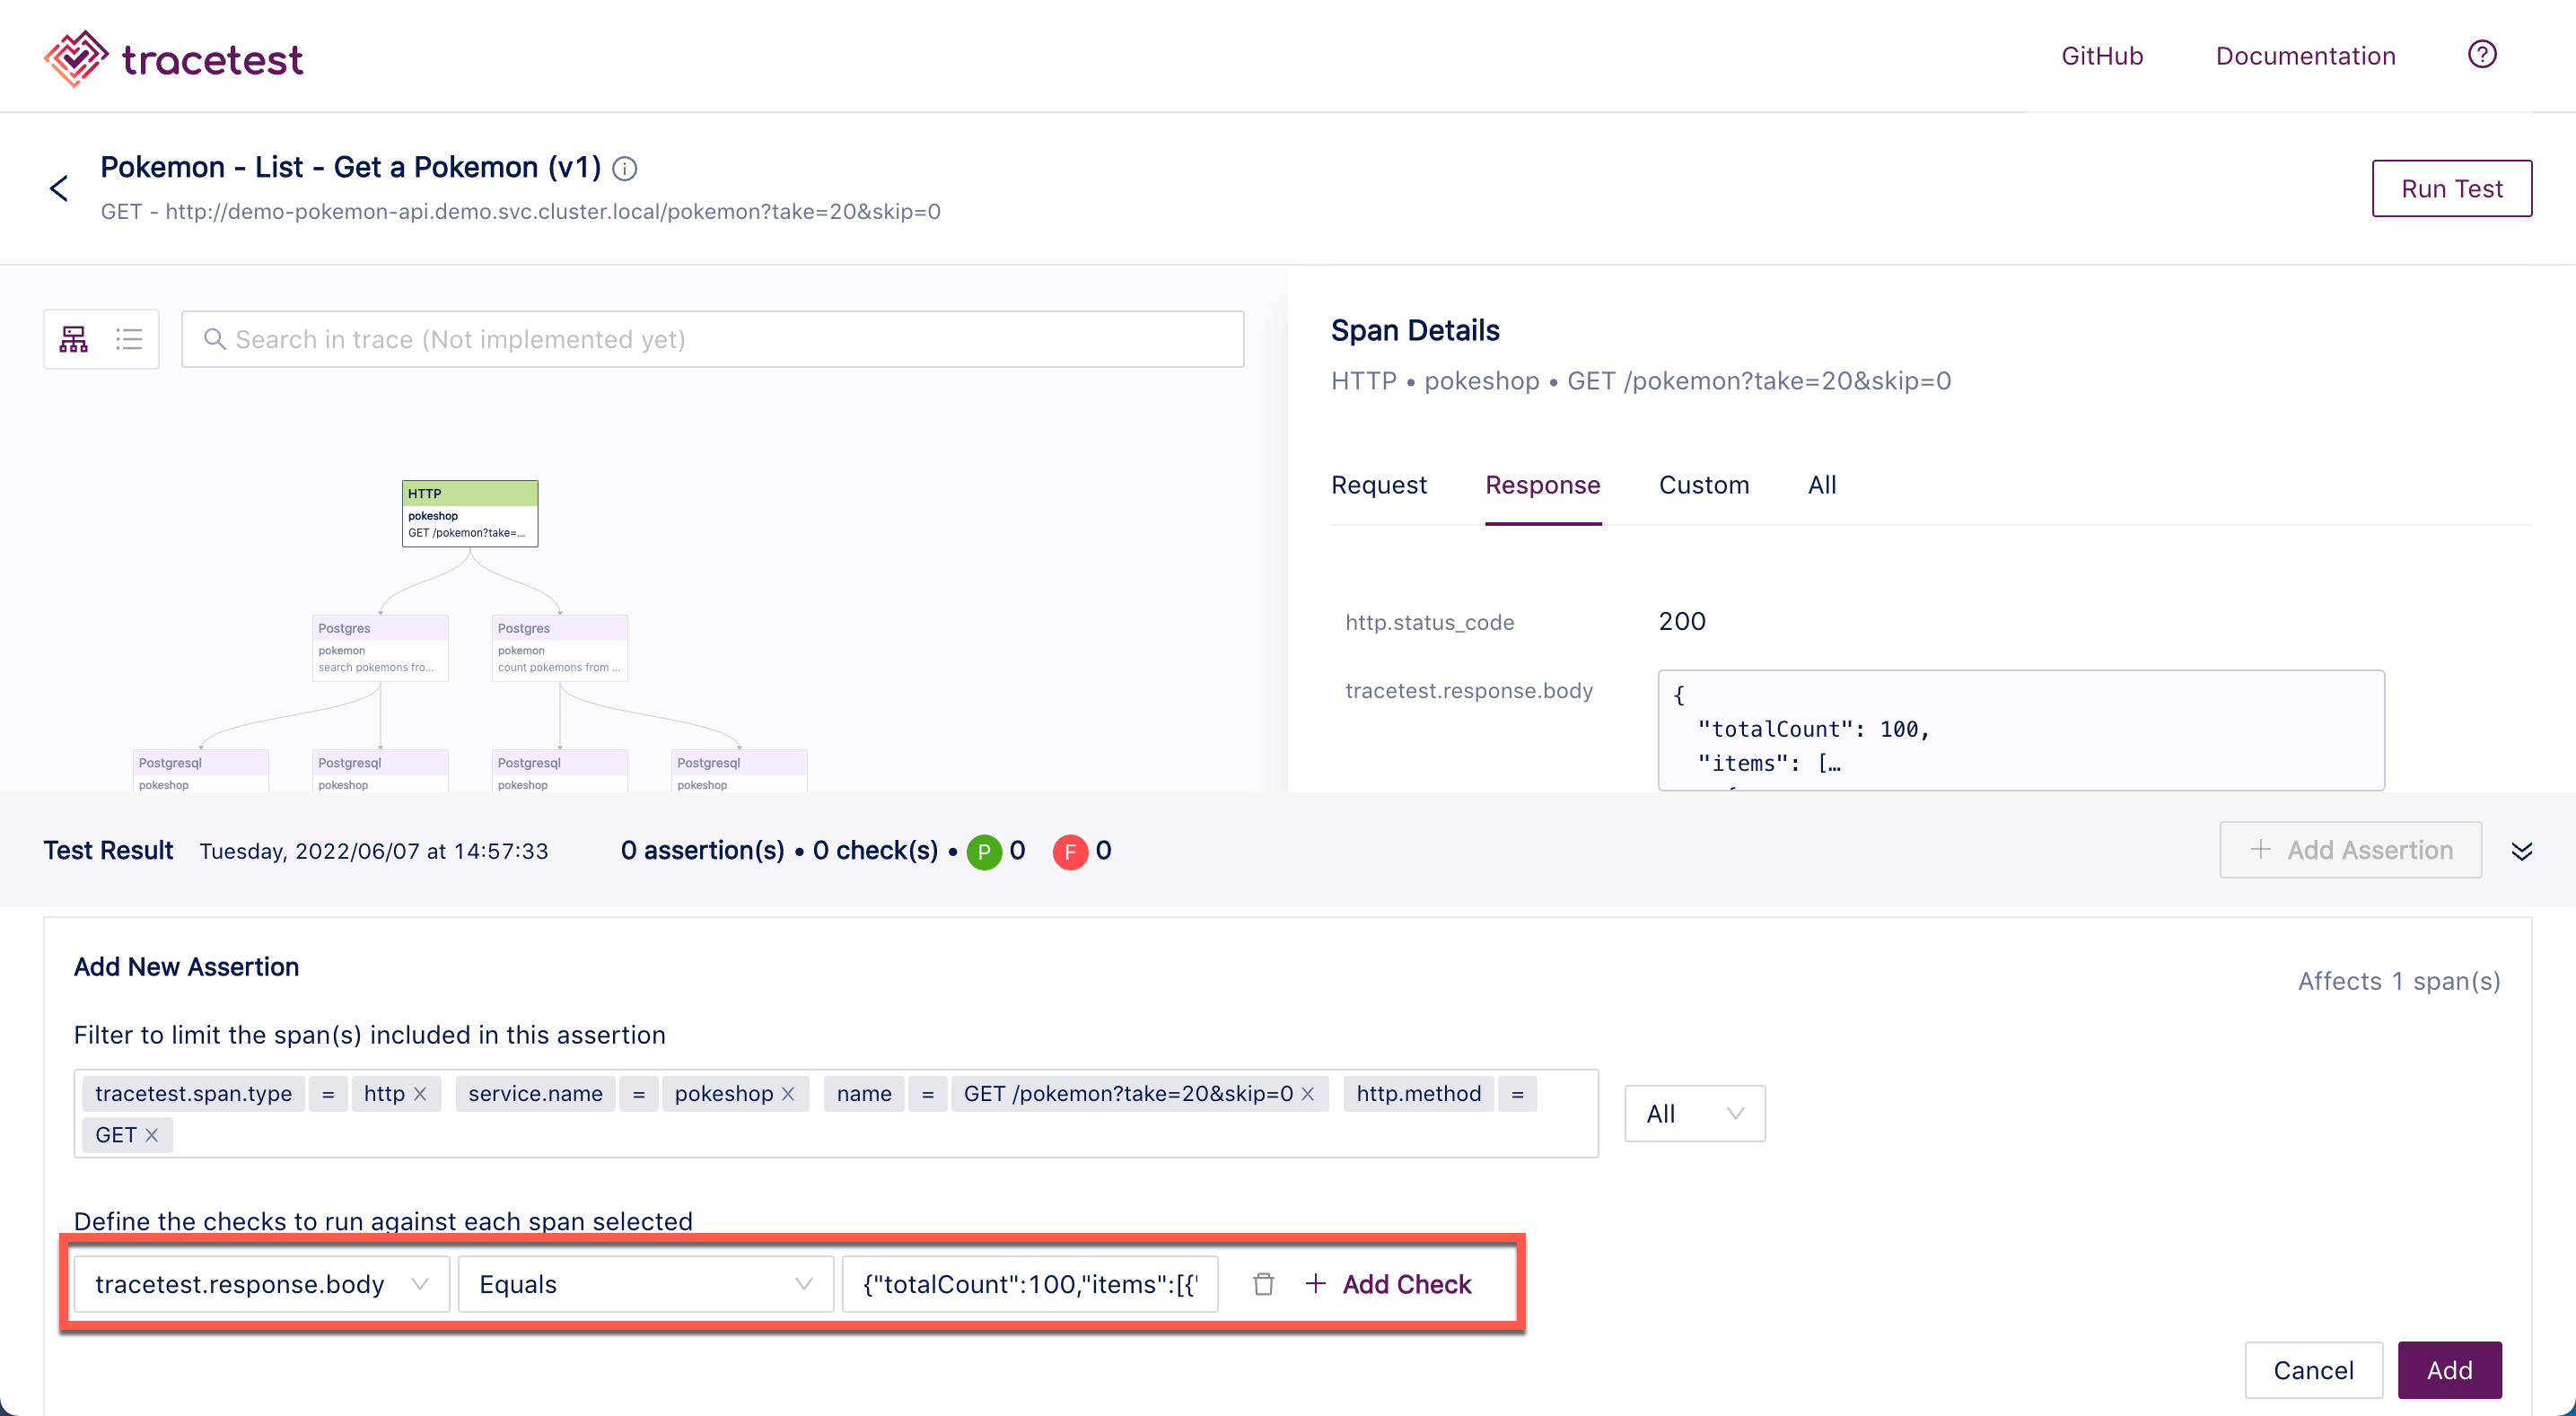 tracetest
GitHub
Documentation
Pokemon - List - Get a Pokemon (v1)
GET - http://demo-pokemon-api.demo.svc.cluster.local/pokemon?take=20&skip=0
Run Test
Search in trace (Not implemented yet)
HTTP
pokeshop
GET /pokemon?take=...
Postgres
pokemon
search pokemons fro...
Postgres
pokemon
count pokemons from ...
Postgresql
pokeshop
Postgresql
pokeshop
Postgresql
pokeshop
Postgresql
pokeshop
Span Details
HTTP • pokeshop • GET /pokemon?take=20&skip=0
Request Response Custom All
http.status_code 200
tracetest.response.body
{
"totalCount": 100,
"items": […
Test Result Tuesday, 2022/06/07 at 14:57:33 0 assertion(s) • 0 check(s) • P 0 F 0
+ Add Assertion
Add New Assertion
Affects 1 span(s)
Filter to limit the span(s) included in this assertion
tracetest.span.type = http × service.name = pokeshop × name = GET /pokemon?take=20&skip=0 × http.method =
GET ×
All
Define the checks to run against each span selected
tracetest.response.body Equals {"totalCount":100,"items":[{' + Add Check
Cancel Add